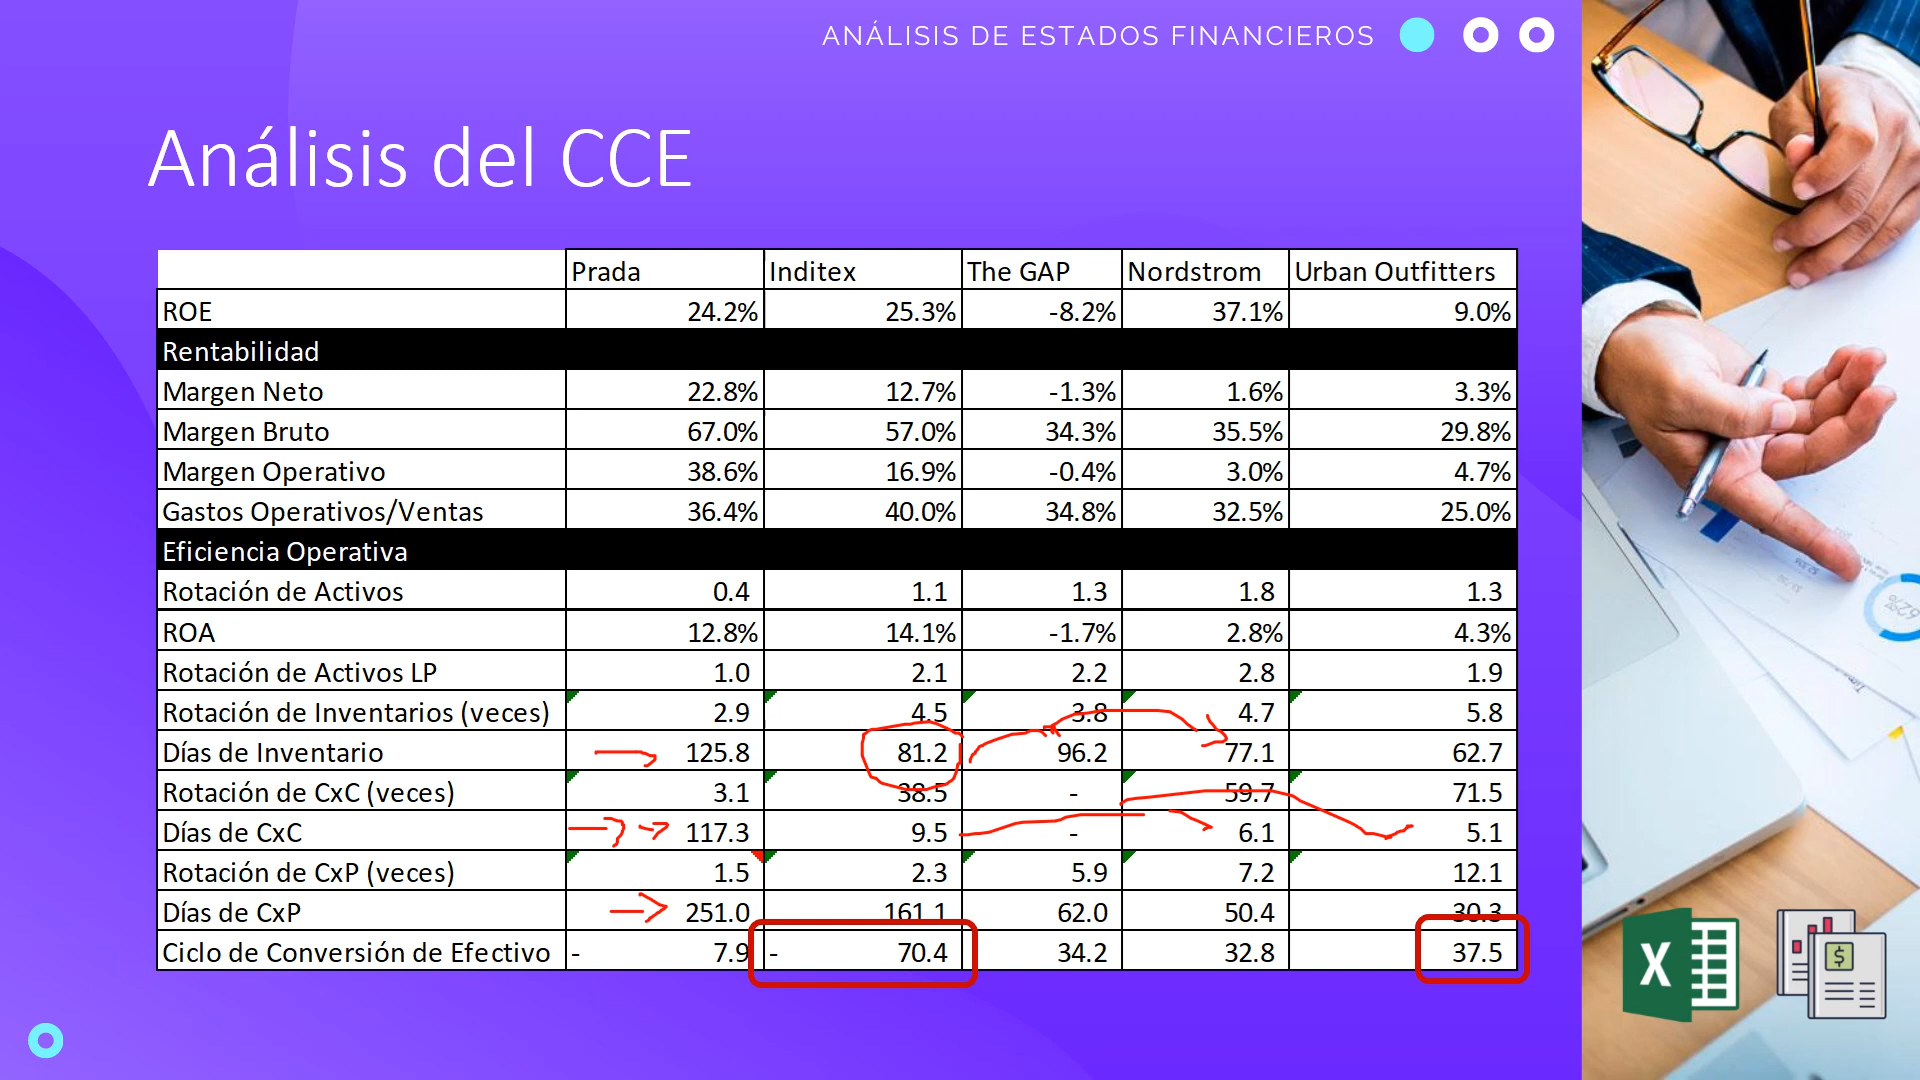 ANÁLISIS DE ESTADOS FINANCIEROS
Análisis del CCE
Prada Inditex The GAP Nordstrom Urban Outfitters
ROE 24.2% 25.3% -8.2% 37.1% 9.0%
Rentabilidad
Margen Neto 22.8% 12.7% -1.3% 1.6% 3.3%
Margen Bruto 67.0% 57.0% 34.3% 35.5% 29.8%
Margen Operativo 38.6% 16.9% -0.4% 3.0% 4.7%
Gastos Operativos/Ventas 36.4% 40.0% 34.8% 32.5% 25.0%
Eficiencia Operativa
Rotación de Activos 0.4 1.1 1.3 1.8 1.3
ROA 12.8% 14.1% -1.7% 2.8% 4.3%
Rotación de Activos LP 1.0 2.1 2.2 2.8 1.9
Rotación de Inventarios (veces) 2.9 4.5 3.8 4.7 5.8
Días de Inventario 125.8 81.2 96.2 77.1 62.7
Rotación de CxC (veces) 3.1 38.5 - 59.7 71.5
Días de CxC 117.3 9.5 - 6.1 5.1
Rotación de CxP (veces) 1.5 2.3 5.9 7.2 12.1
Días de CxP 251.0 161.1 62.0 50.4 30.3
Ciclo de Conversión de Efectivo - 7.9 - 70.4 34.2 32.8 37.5
X
$